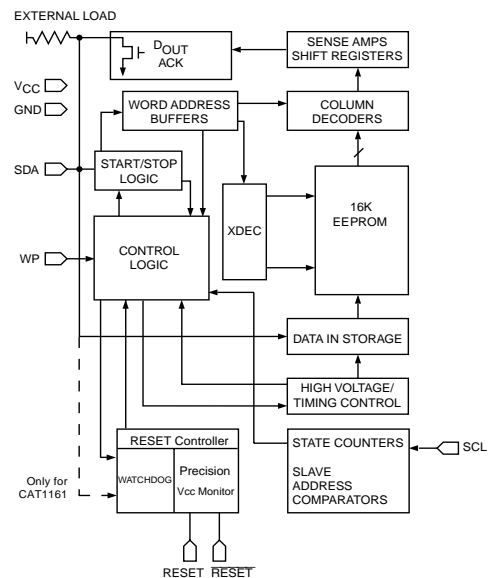 EXTERNAL LOAD
DOUT
ACK
SENSE AMPS
SHIFT REGISTERS
VCC
GND
WORD ADDRESS
BUFFERS
COLUMN
DECODERS
SDA
START/STOP
LOGIC
XDEC
16K
EEPROM
WP
CONTROL
LOGIC
DATA IN STORAGE
HIGH VOLTAGE/
TIMING CONTROL
RESET Controller
WATCHDOG
Precision
Vcc Monitor
STATE COUNTERS
SLAVE
ADDRESS
COMPARATORS
SCL
Only for
CAT1161
RESET
RESET